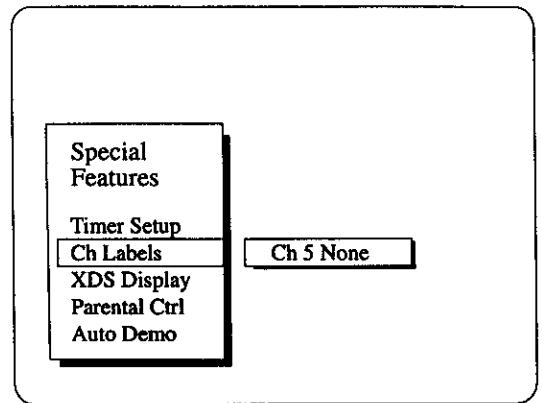 Special
Features
Timer Setup
Ch Labels
Ch 5 None
XDS Display
Parental Ctrl
Auto Demo